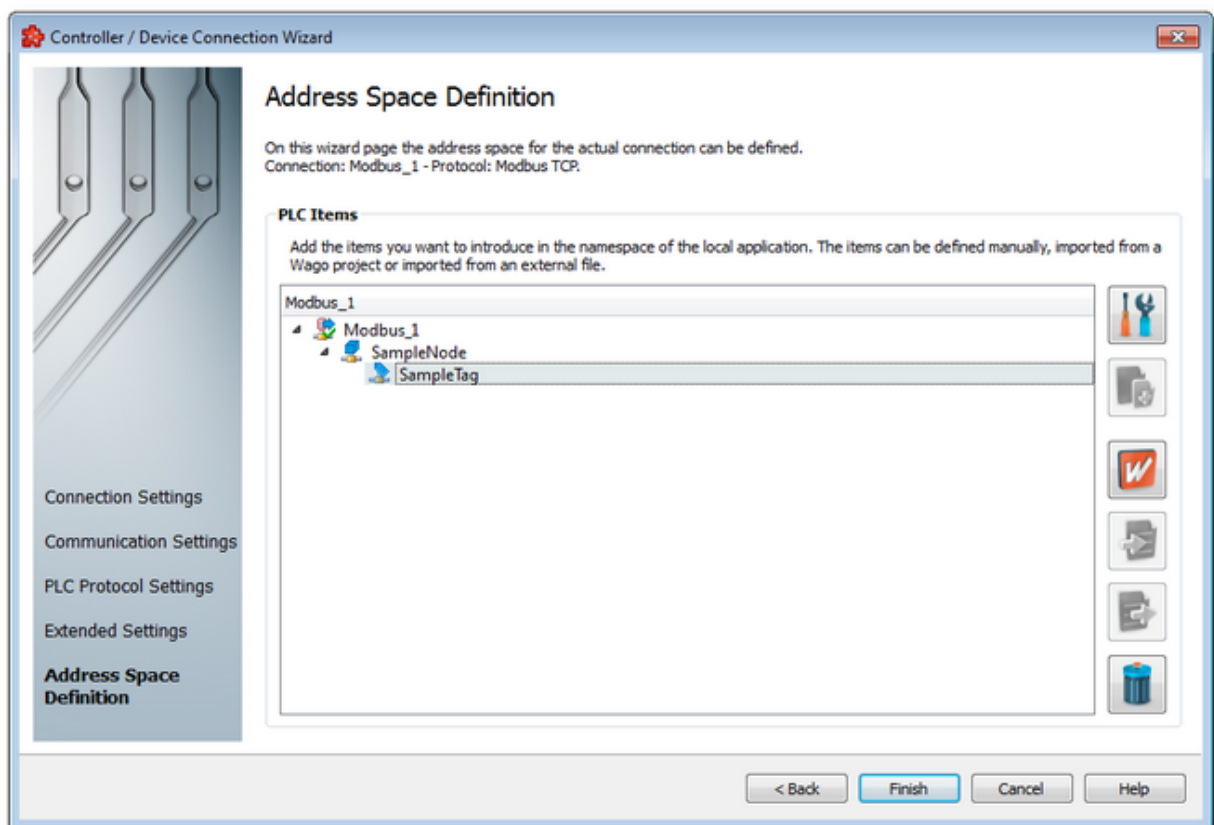 Controller / Device Connection Wizard
Address Space Definition
On this wizard page the address space for the actual connection can be defined.
Connection: Modbus_1 - Protocol: Modbus TCP.
PLC Items
Add the items you want to introduce in the namespace of the local application. The items can be defined manually, imported from a
Wago project or imported from an external file.
Modbus_1
Modbus_1
SampleNode
SampleTag
W
Connection Settings
Communication Settings
PLC Protocol Settings
Extended Settings
Address Space
Definition
< Back
Finish
Cancel
Help